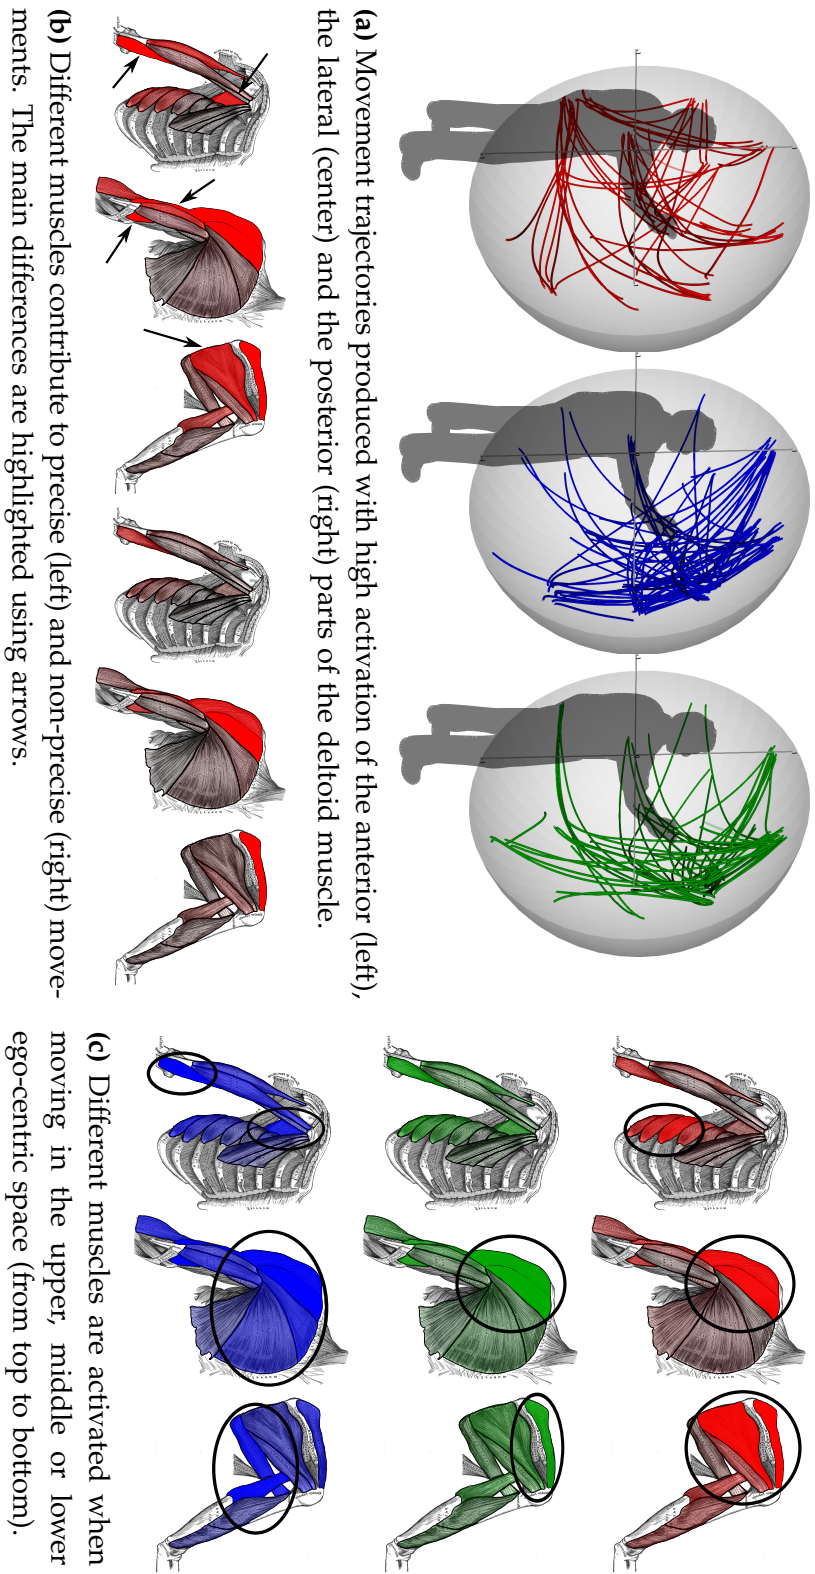 (a) Movement trajectories produced with high activation of the anterior (left),
the lateral (center) and the posterior (right) parts of the deltoid muscle.
(b) Different muscles contribute to precise (left) and non-precise (right) move-
ments. The main differences are highlighted using arrows.
(c) Different muscles are activated when
moving in the upper, middle or lower
ego-centric space (from top to bottom).